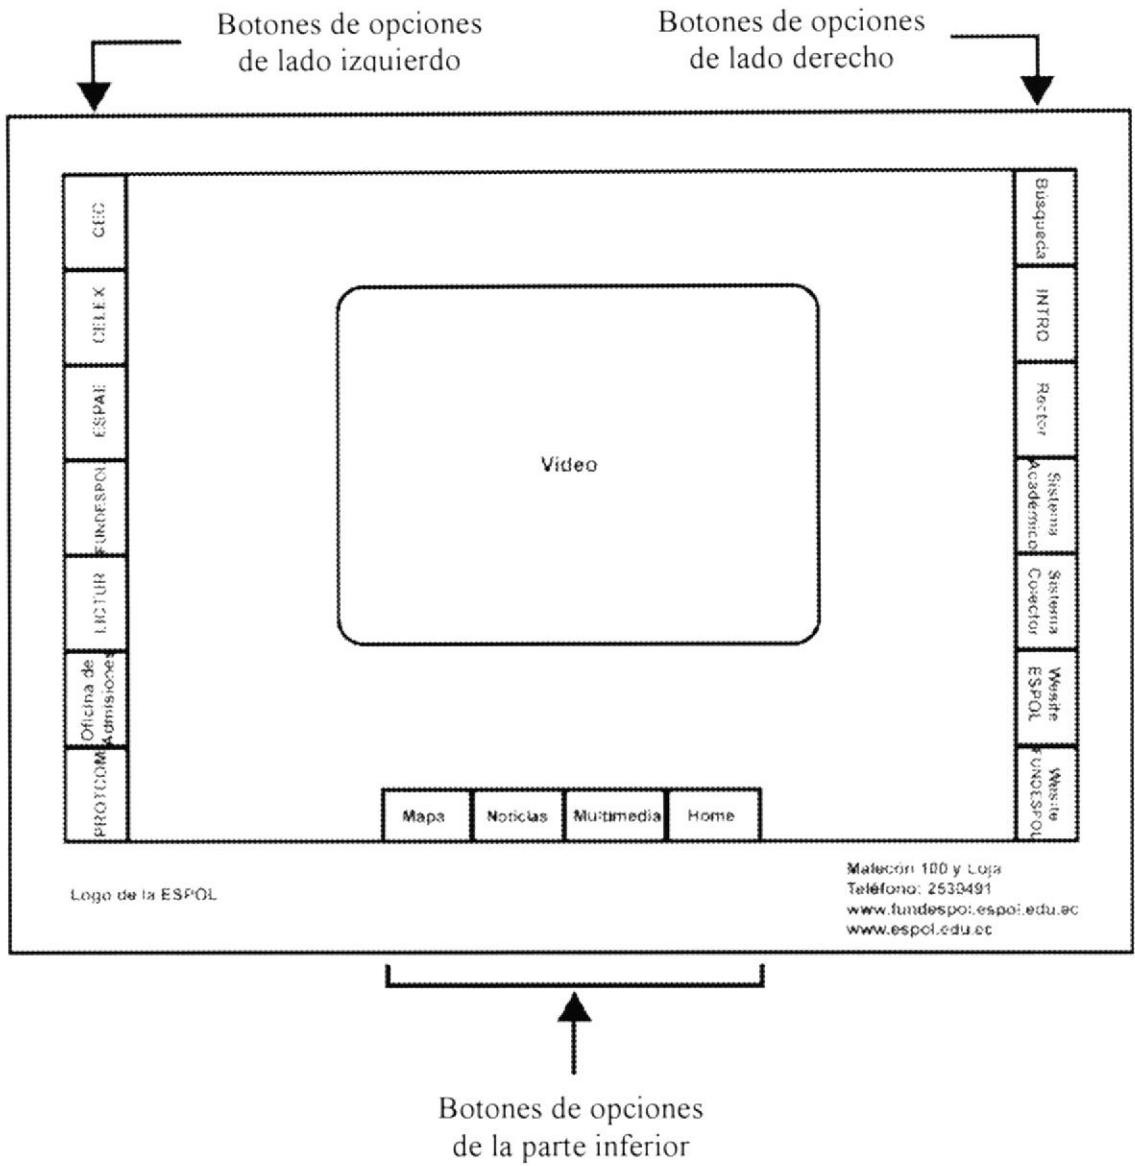 Botones de opciones
de lado izquierdo
Botones de opciones
de lado derecho
CEC
CELEX
ESPAE
FUNDESPOL
LICTUR
Oficina de
Admisiones
PROTCOM
Video
Búsqueda
INTRO
Rector
Sistema
Académico
Sistema
Colector
Wesite
ESPOL
Wesite
FUNDESPOL
Mapa
Noticias
Multimedia
Home
Logo de la ESPOL
Malecón 100 y Loja
Teléfono: 2530491
www.fundespol.espol.edu.ec
www.espol.edu.ec
Botones de opciones
de la parte inferior